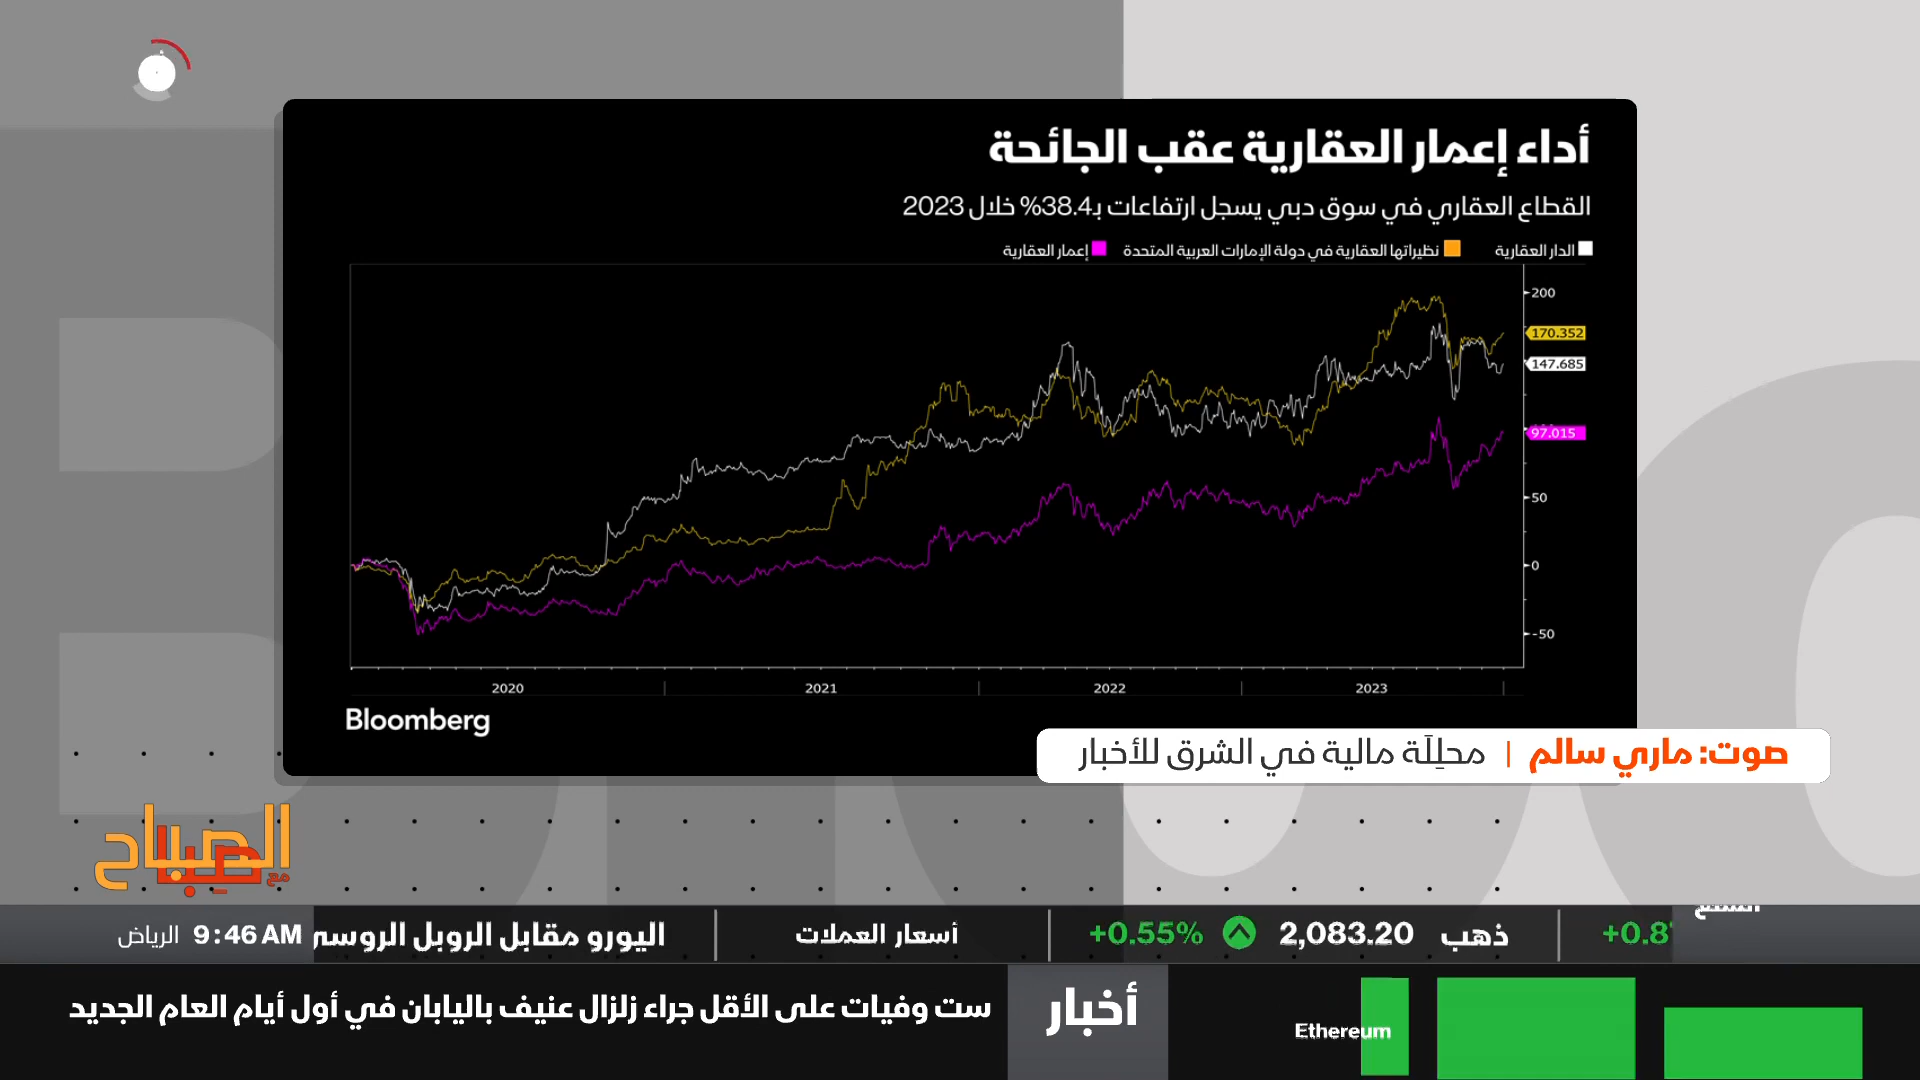 أداء إعمار العقارية عقب الجائحة
القطاع العقاري في سوق دبي يسجل ارتفاعات بـ38.4% خلال 2023
الدار العقارية
نظيراتها العقارية في دولة الإمارات العربية المتحدة
إعمار العقارية
200
170.352
147.685
97.015
50
0
-50
2020
2021
2022
2023
Bloomberg
صوت: ماري سالم | محلِلَة مالية في الشرق للأخبار
الصباح
مع صبا
ذهب 2,083.20 +0.55%
أسعار العملات
اليورو مقابل الروبل الروسي
9:46 AM الرياض
أخبار
ست وفيات على الأقل جراء زلزال عنيف باليابان في أول أيام العام الجديد
Ethereum